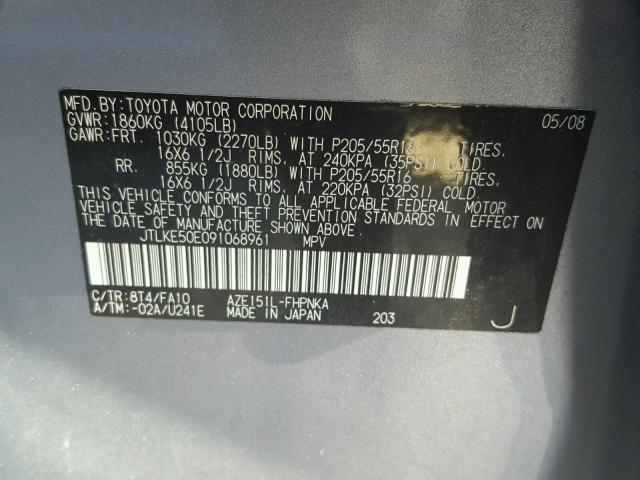 MFD.BY:TOYOTA MOTOR CORPORATION 05/08
GVWR:1860KG (4105LB)
GAWR:FRT. 1030KG (2270LB) WITH P205/55R16 TIRES,
16X6 1/2J RIMS, AT 240KPA (35PSI) COLD
RR. 855KG (1880LB) WITH P205/55R16 TIRES,
16X6 1/2J RIMS, AT 220KPA (32PSI) COLD
THIS VEHICLE CONFORMS TO ALL APPLICABLE FEDERAL MOTOR
VEHICLE SAFETY AND THEFT PREVENTION STANDARDS IN EFFECT ON
THE DATE OF MANUFACTURE SHOWN ABOVE.
JTLKE50E091068961 MPV
C/TR:8T4/FA10 AZE151L-FHPNKA
A/TM:-02A/U241E MADE IN JAPAN 203 J